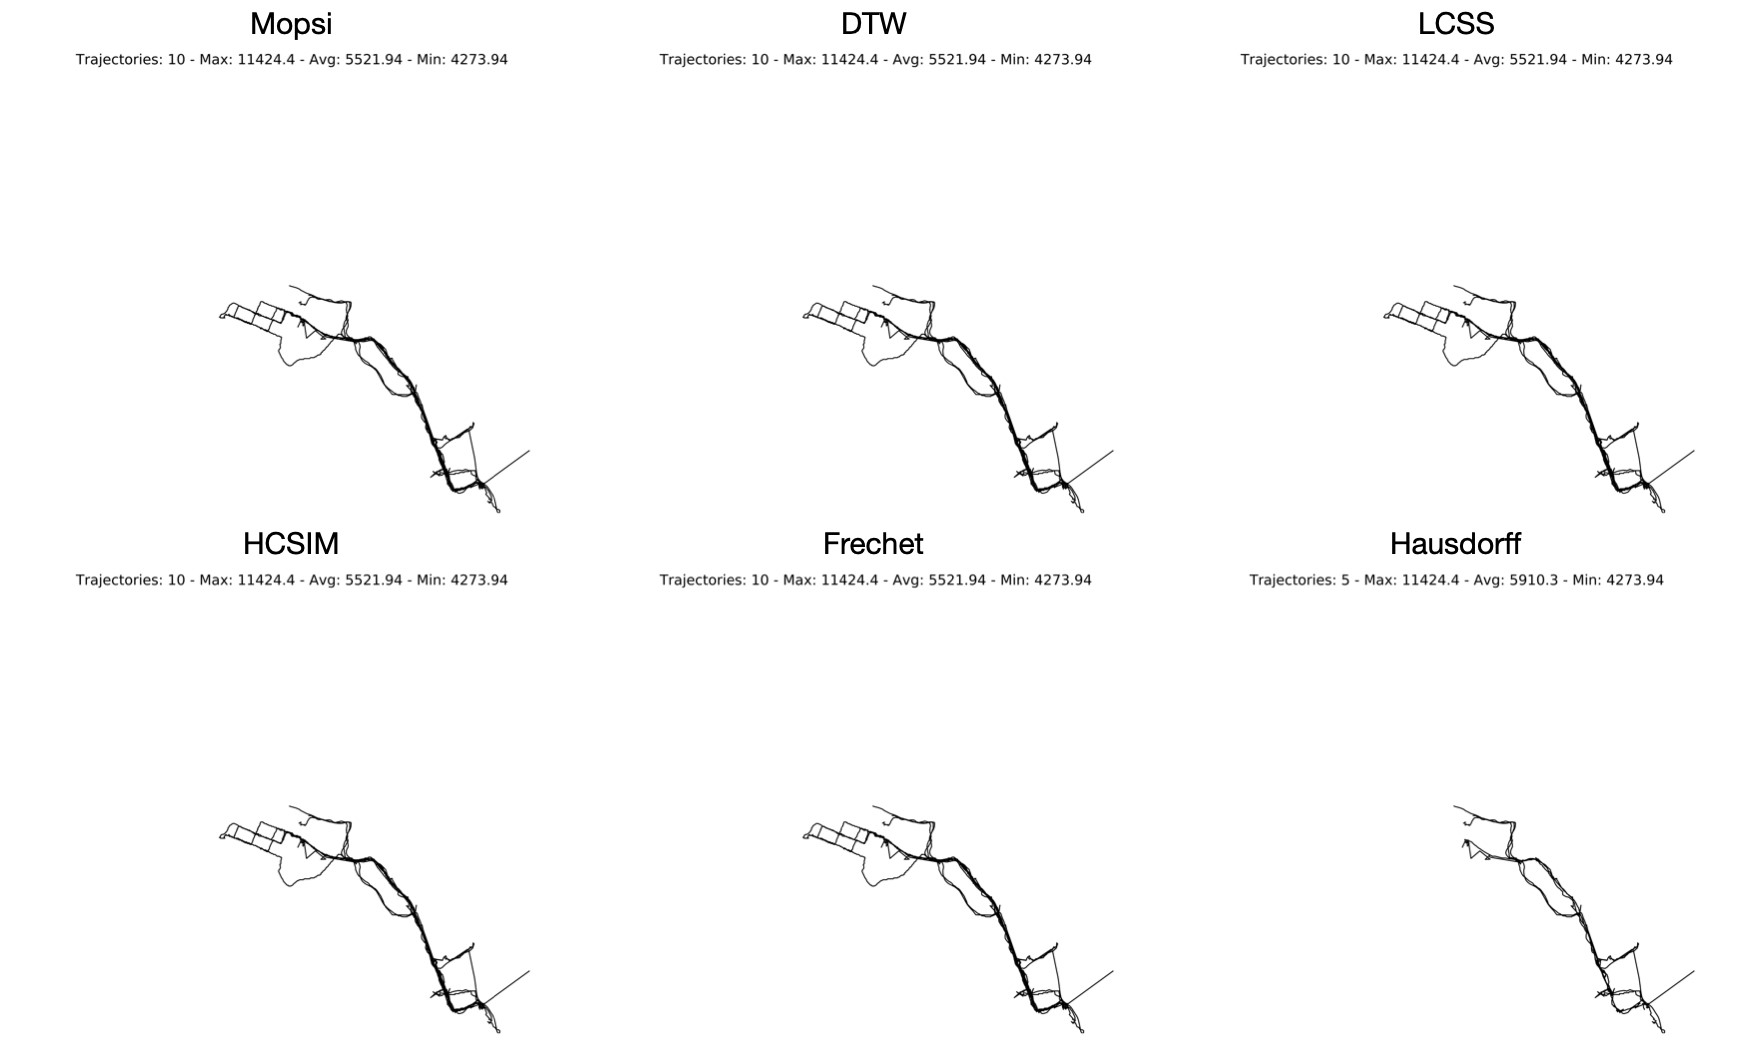 Mopsi
Trajectories: 10 - Max: 11424.4 - Avg: 5521.94 - Min: 4273.94
DTW
Trajectories: 10 - Max: 11424.4 - Avg: 5521.94 - Min: 4273.94
LCSS
Trajectories: 10 - Max: 11424.4 - Avg: 5521.94 - Min: 4273.94
HCSIM
Trajectories: 10 - Max: 11424.4 - Avg: 5521.94 - Min: 4273.94
Frechet
Trajectories: 10 - Max: 11424.4 - Avg: 5521.94 - Min: 4273.94
Hausdorff
Trajectories: 5 - Max: 11424.4 - Avg: 5910.3 - Min: 4273.94